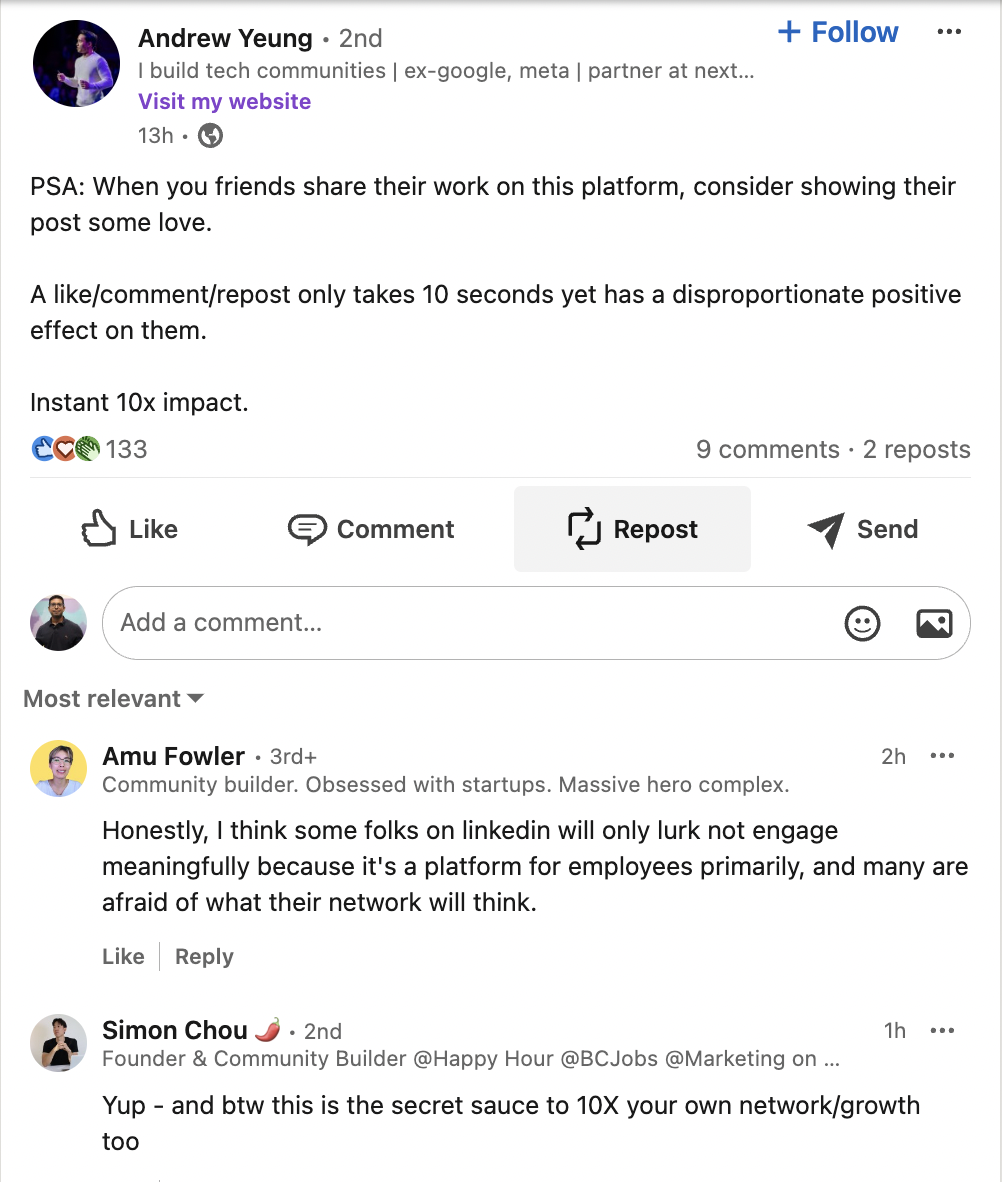 Andrew Yeung • 2nd
+ Follow
I build tech communities | ex-google, meta | partner at next...
Visit my website
13h •
PSA: When you friends share their work on this platform, consider showing their
post some love.
A like/comment/repost only takes 10 seconds yet has a disproportionate positive
effect on them.
Instant 10x impact.
133
9 comments · 2 reposts
Like
Comment
Repost
Send
Add a comment...
Most relevant
Amu Fowler • 3rd+
2h
Community builder. Obsessed with startups. Massive hero complex.
Honestly, I think some folks on linkedin will only lurk not engage
meaningfully because it's a platform for employees primarily, and many are
afraid of what their network will think.
Like | Reply
Simon Chou 🌶️ • 2nd
1h
Founder & Community Builder @Happy Hour @BCJobs @Marketing on ...
Yup - and btw this is the secret sauce to 10X your own network/growth
too